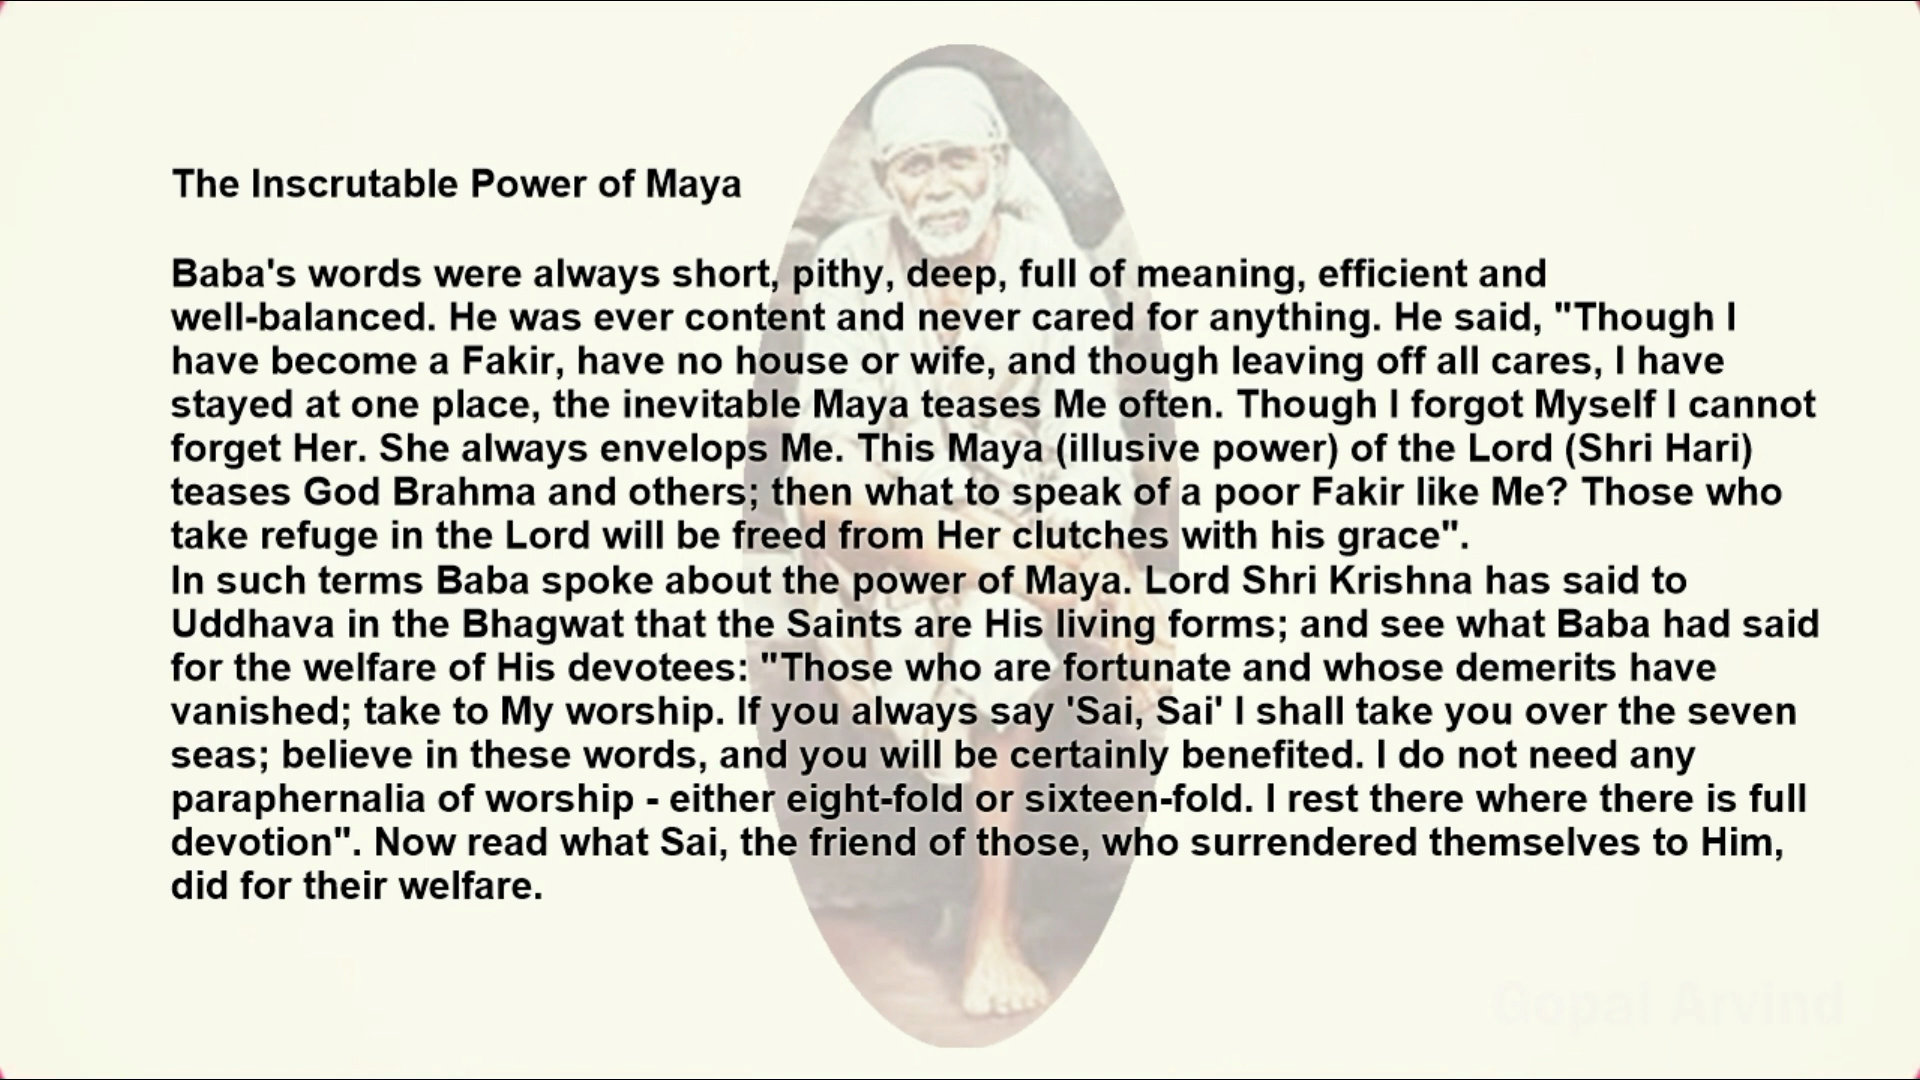 The Inscrutable Power of Maya
Baba's words were always short, pithy, deep, full of meaning, efficient and
well-balanced. He was ever content and never cared for anything. He said, "Though I
have become a Fakir, have no house or wife, and though leaving off all cares, I have
stayed at one place, the inevitable Maya teases Me often. Though I forgot Myself I cannot
forget Her. She always envelops Me. This Maya (illusive power) of the Lord (Shri Hari)
teases God Brahma and others; then what to speak of a poor Fakir like Me? Those who
take refuge in the Lord will be freed from Her clutches with his grace".
In such terms Baba spoke about the power of Maya. Lord Shri Krishna has said to
Uddhava in the Bhagwat that the Saints are His living forms; and see what Baba had said
for the welfare of His devotees: "Those who are fortunate and whose demerits have
vanished; take to My worship. If you always say 'Sai, Sai' I shall take you over the seven
seas; believe in these words, and you will be certainly benefited. I do not need any
paraphernalia of worship - either eight-fold or sixteen-fold. I rest there where there is full
devotion". Now read what Sai, the friend of those, who surrendered themselves to Him,
did for their welfare.
Gopal Arvind